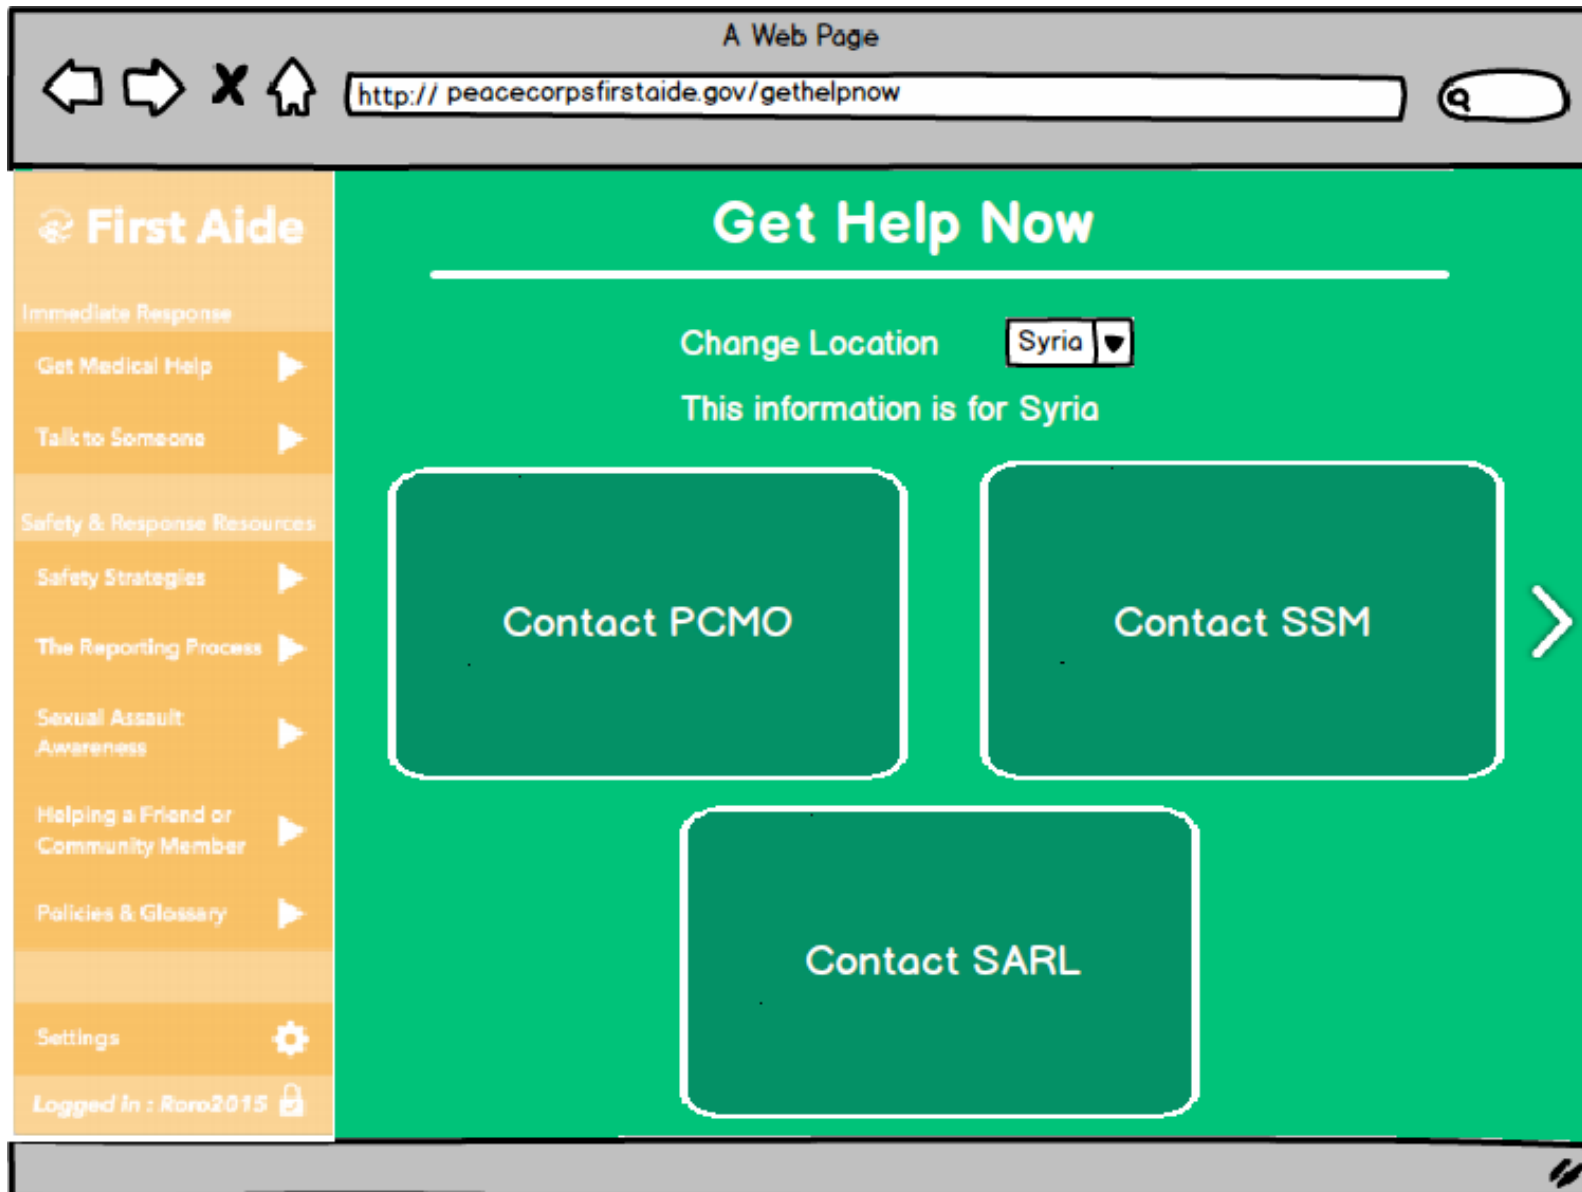 A Web Page
http:// peacecorpsfirstaide.gov/gethelpnow
First Aide
Immediate Response
Get Medical Help
Talk to Someone
Safety & Response Resources
Safety Strategies
The Reporting Process
Sexual Assault
Awareness
Helping a Friend or
Community Member
Policies & Glossary
Settings
Logged in : Roro2015
Get Help Now
Change Location
Syria
This information is for Syria
Contact PCMO
Contact SSM
Contact SARL